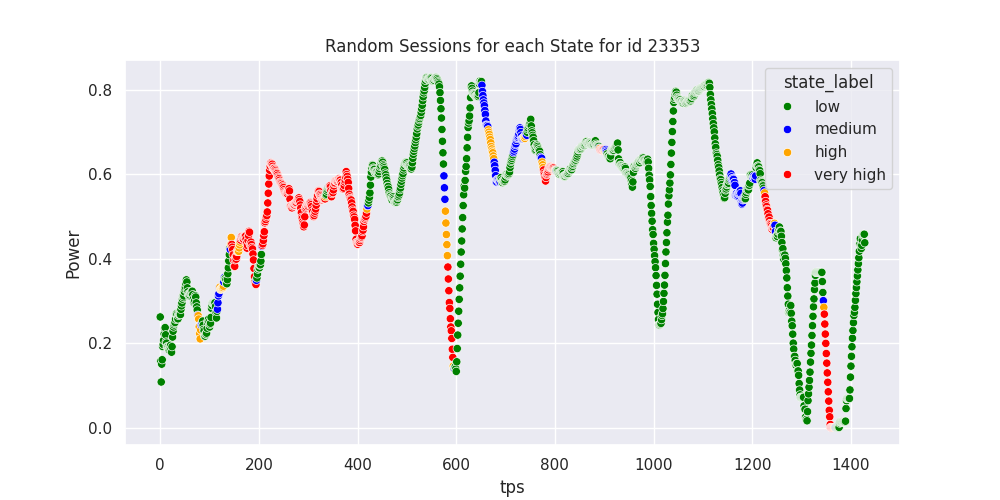 Random Sessions for each State for id 23353
Power
0.8
0.6
0.4
0.2
0.0
state_label
low
medium
high
very high
0 200 400 600 800 1000 1200 1400
tps